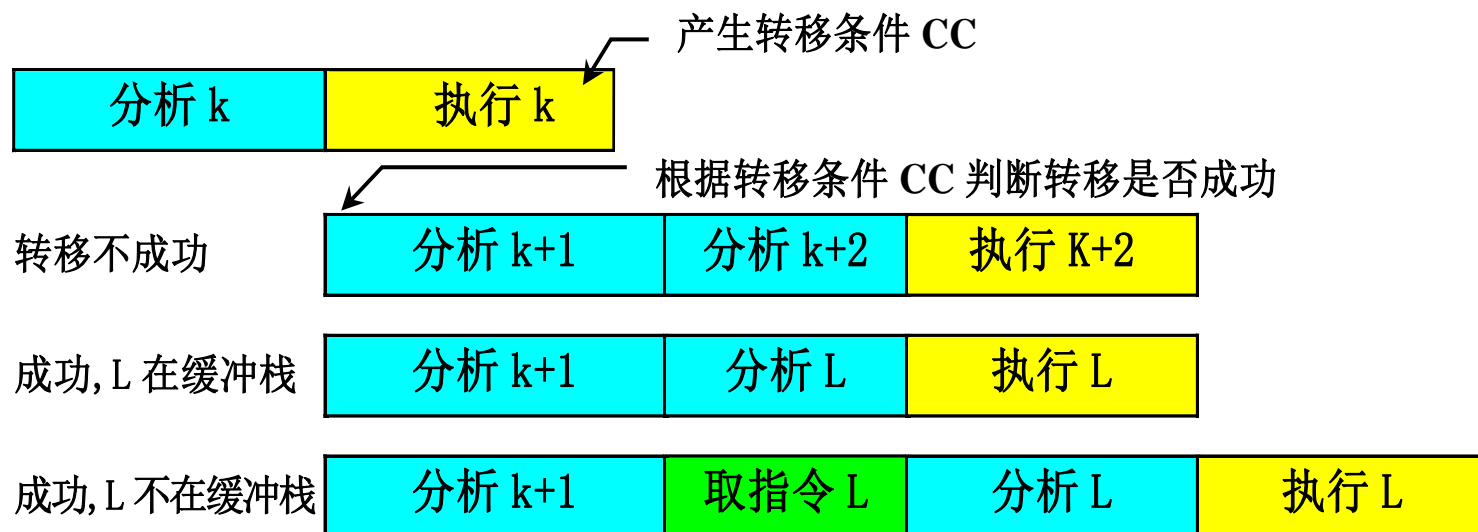 产生转移条件 CC
分析 k 执行 k
根据转移条件 CC 判断转移是否成功
转移不成功 分析 k+1 分析 k+2 执行 K+2
成功, L 在缓冲栈 分析 k+1 分析 L 执行 L
成功, L 不在缓冲栈 分析 k+1 取指令 L 分析 L 执行 L